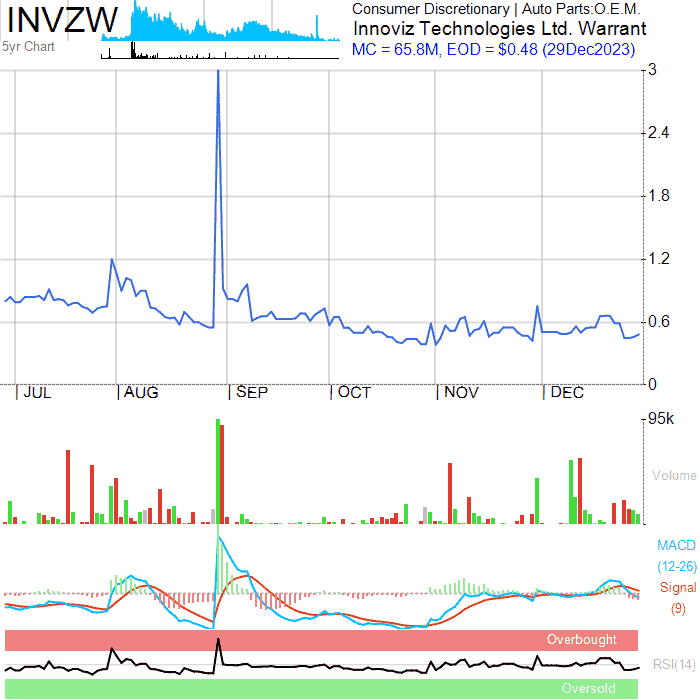 INVZW
5yr Chart
Consumer Discretionary | Auto Parts:O.E.M.
Innoviz Technologies Ltd. Warrant
MC = 65.8M, EOD = $0.48 (29Dec2023)
3
2.4
1.8
1.2
0.6
0
| JUL | AUG | SEP | OCT | NOV | DEC
95k
Volume
MACD
(12-26)
Signal
(9)
Overbought
RSI(14)
Oversold